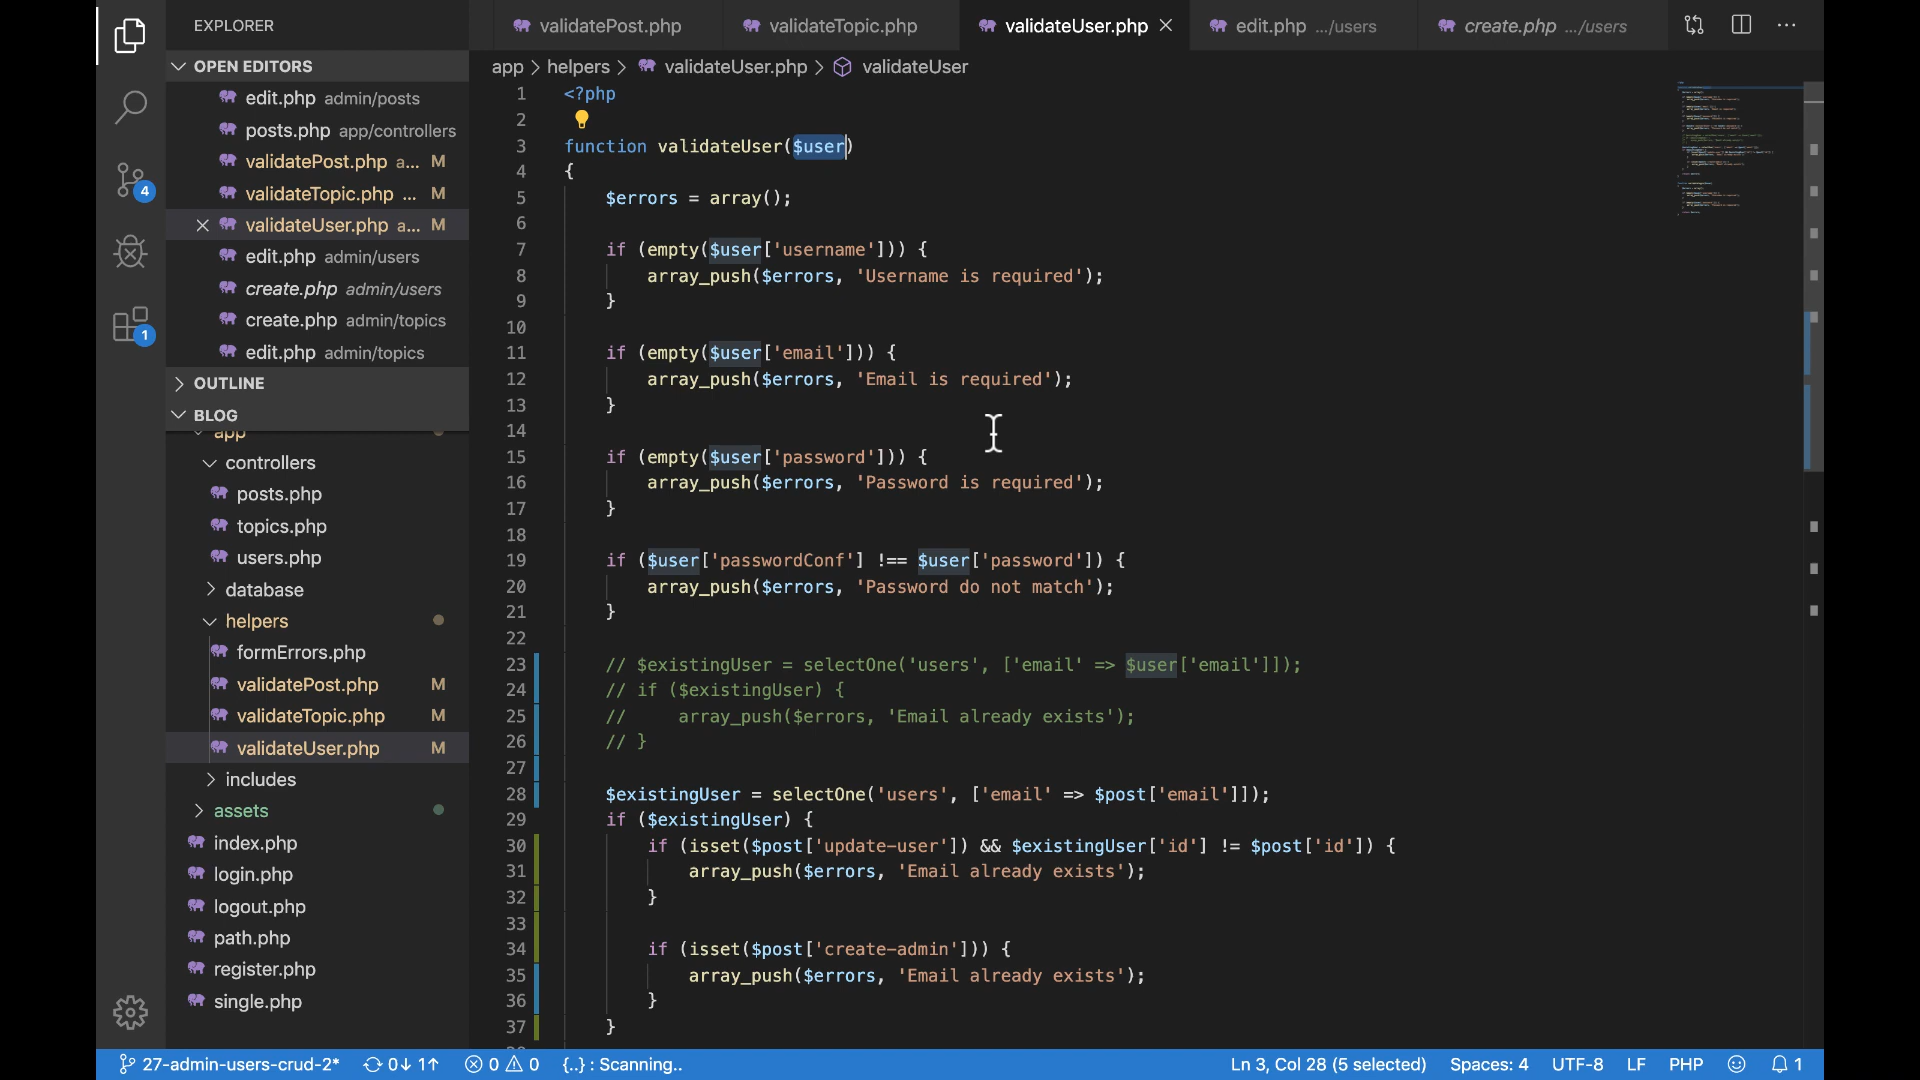 EXPLORER
OPEN EDITORS
edit.php admin/posts
posts.php app/controllers
validatePost.php a... M
validateTopic.php ... M
validateUser.php a... M
edit.php admin/users
create.php admin/users
create.php admin/topics
edit.php admin/topics
OUTLINE
BLOG
app
controllers
posts.php
topics.php
users.php
database
helpers
formErrors.php
validatePost.php M
validateTopic.php M
validateUser.php M
includes
assets
index.php
login.php
logout.php
path.php
register.php
single.php
4
1
validatePost.php validateTopic.php validateUser.php edit.php .../users create.php .../users
app > helpers > validateUser.php > validateUser
1 <?php
2
3 function validateUser($user)
4 {
5 $errors = array();
6
7 if (empty($user['username'])) {
8 array_push($errors, 'Username is required');
9 }
10
11 if (empty($user['email'])) {
12 array_push($errors, 'Email is required');
13 }
14
15 if (empty($user['password'])) {
16 array_push($errors, 'Password is required');
17 }
18
19 if ($user['passwordConf'] !== $user['password']) {
20 array_push($errors, 'Password do not match');
21 }
22
23 // $existingUser = selectOne('users', ['email' => $user['email']]);
24 // if ($existingUser) {
25 // array_push($errors, 'Email already exists');
26 // }
27
28 $existingUser = selectOne('users', ['email' => $post['email']]);
29 if ($existingUser) {
30 if (isset($post['update-user']) && $existingUser['id'] != $post['id']) {
31 array_push($errors, 'Email already exists');
32 }
33
34 if (isset($post['create-admin'])) {
35 array_push($errors, 'Email already exists');
36 }
37 }
27-admin-users-crud-2* 0↓ 1↑ 0 0 {..} : Scanning.. Ln 3, Col 28 (5 selected) Spaces: 4 UTF-8 LF PHP 1